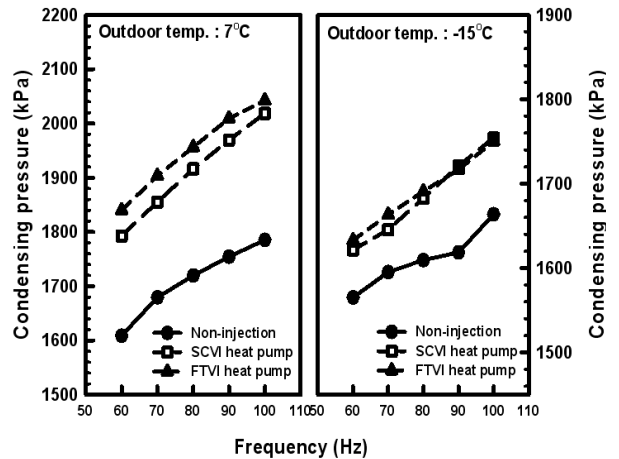 2200
2100
2000
1900
1800
1700
1600
1500
Condensing pressure (kPa)
Outdoor temp. : 7°C
Non-injection
SCVI heat pump
FTVI heat pump
50 60 70 80 90 100 110
Outdoor temp. : -15°C
Non-injection
SCVI heat pump
FTVI heat pump
50 60 70 80 90 100 110
1900
1800
1700
1600
1500
Condensing pressure (kPa)
Frequency (Hz)